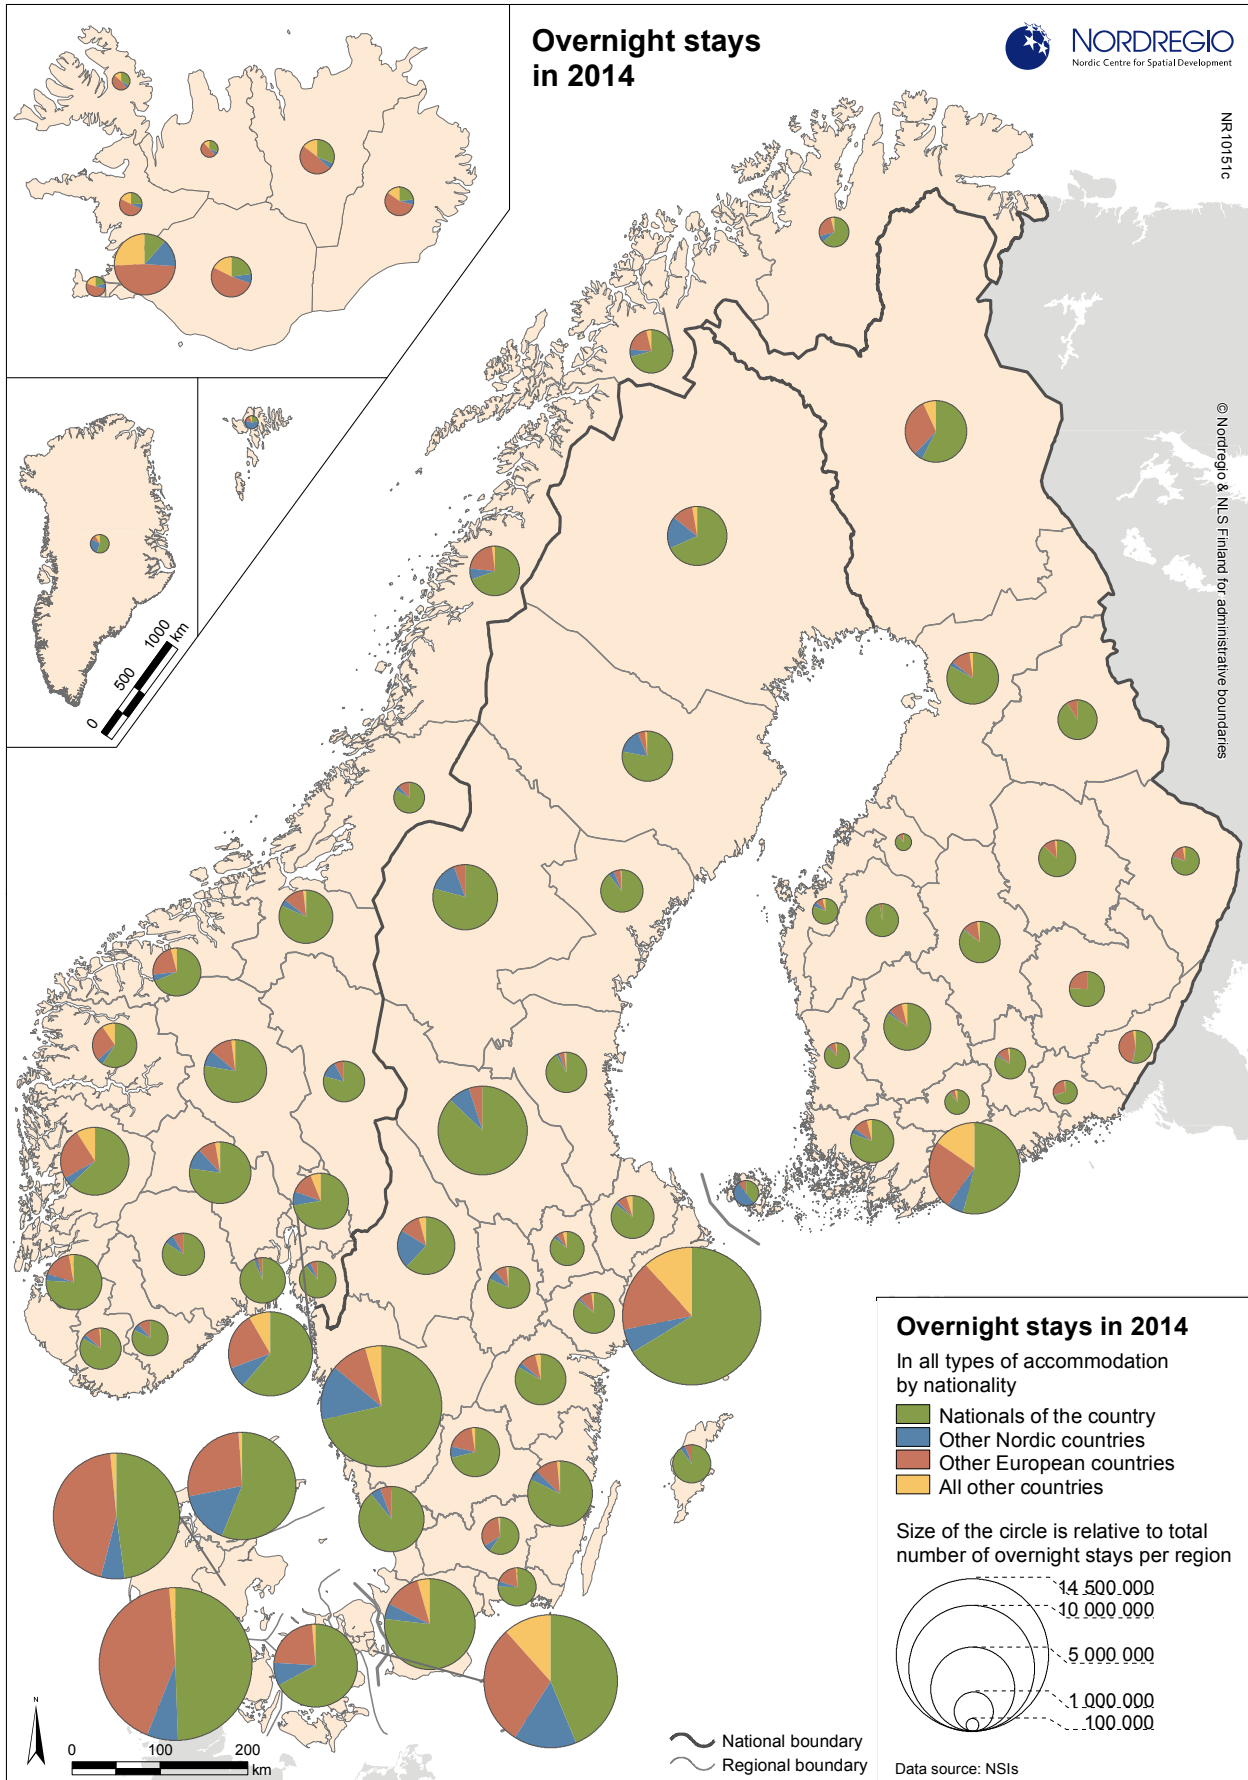 Overnight stays
in 2014
NORDREGIO
Nordic Centre for Spatial Development
NR10151c
© Nordregio & NLS Finland for administrative boundaries
0
500
1000
km
Overnight stays in 2014
In all types of accommodation
by nationality
Nationals of the country
Other Nordic countries
Other European countries
All other countries
Size of the circle is relative to total
number of overnight stays per region
14 500 000
10 000 000
5 000 000
1 000 000
100 000
Data source: NSIs
National boundary
Regional boundary
N
0 100 200
km